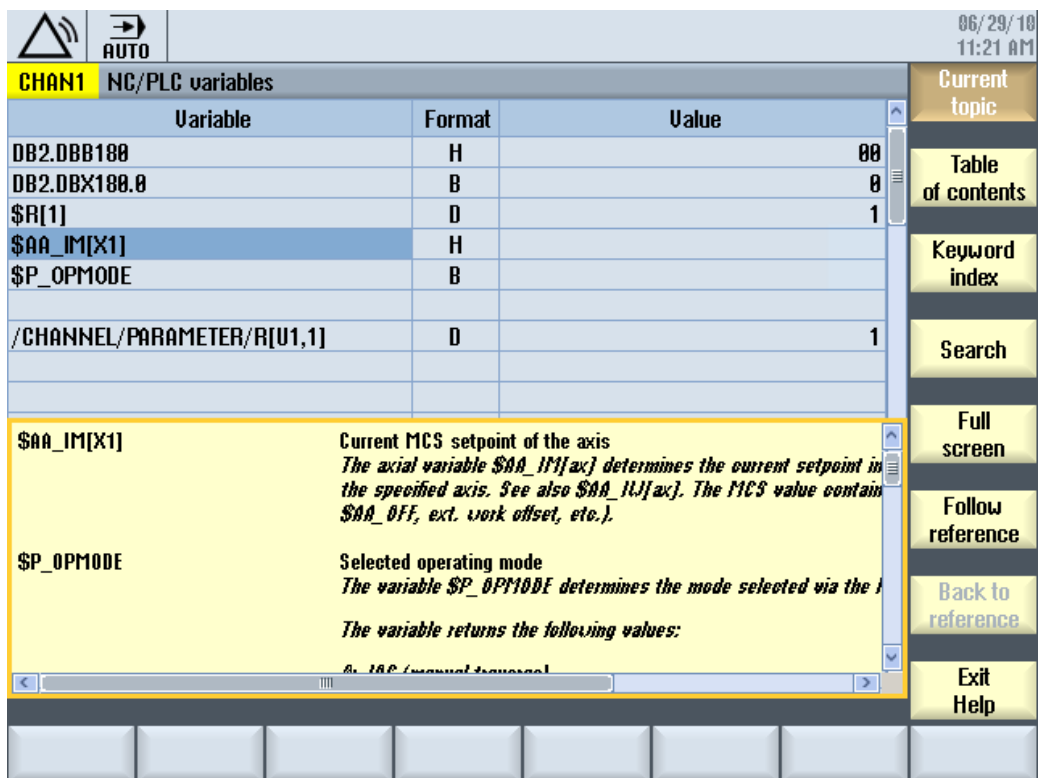 06/29/10
AUTO
11:21 AM
CHAN1 NC/PLC variables
Current
topic
Variable Format Value
DB2.DBB180 H 00
DB2.DBX180.0 B 0
$R[1] D 1
$AA_IM[X1] H
$P_OPMODE B
/CHANNEL/PARAMETER/R[U1,1] D 1
Table
of contents
Keyword
index
Search
Full
screen
Follow
reference
Back to
reference
Exit
Help
$AA_IM[X1] Current MCS setpoint of the axis
The axial variable $AA_IM[ax] determines the current setpoint in
the specified axis. See also $AA_IW[ax]. The MCS value contain
$AA_OFF, ext. work offset, etc.).
$P_OPMODE Selected operating mode
The variable $P_OPMODE determines the mode selected via the
The variable returns the following values:
0: JOG (manual traverse)